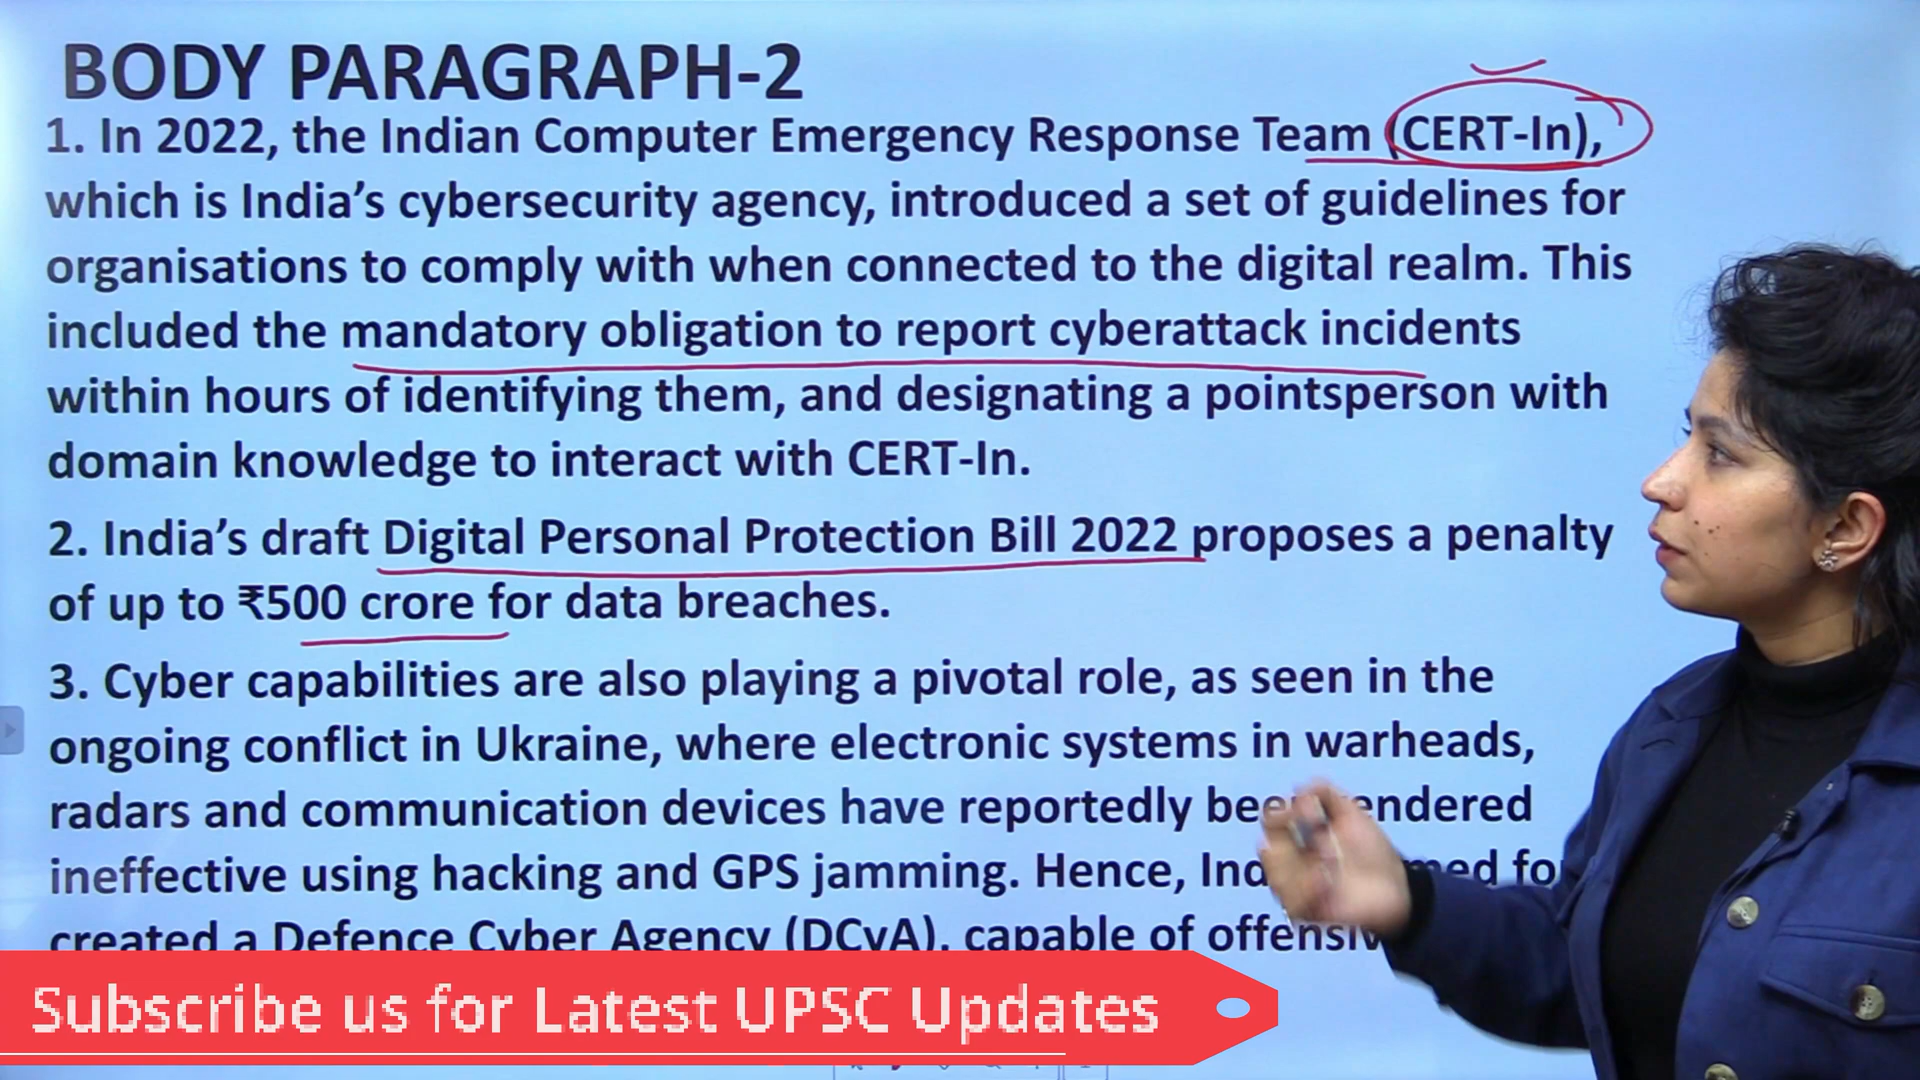 BODY PARAGRAPH-2
1. In 2022, the Indian Computer Emergency Response Team (CERT-In),
which is India’s cybersecurity agency, introduced a set of guidelines for
organisations to comply with when connected to the digital realm. This
included the mandatory obligation to report cyberattack incidents
within hours of identifying them, and designating a pointsperson with
domain knowledge to interact with CERT-In.
2. India’s draft Digital Personal Protection Bill 2022 proposes a penalty
of up to ₹500 crore for data breaches.
3. Cyber capabilities are also playing a pivotal role, as seen in the
ongoing conflict in Ukraine, where electronic systems in warheads,
radars and communication devices have reportedly
ineffective using hacking and GPS jamming. Hence,
created a Defence Cyber Agency (DCyA), capable of
Subscribe us for Latest UPSC Updates